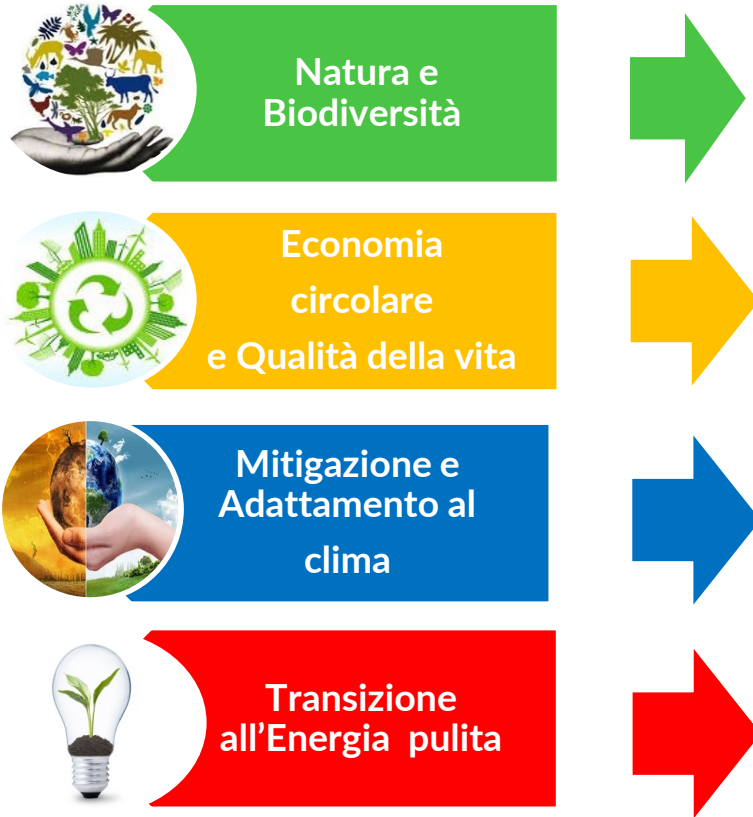 Natura e
Biodiversità
Economia
circolare
e Qualità della vita
Mitigazione e
Adattamento al
clima
Transizione
all’Energia  pulita